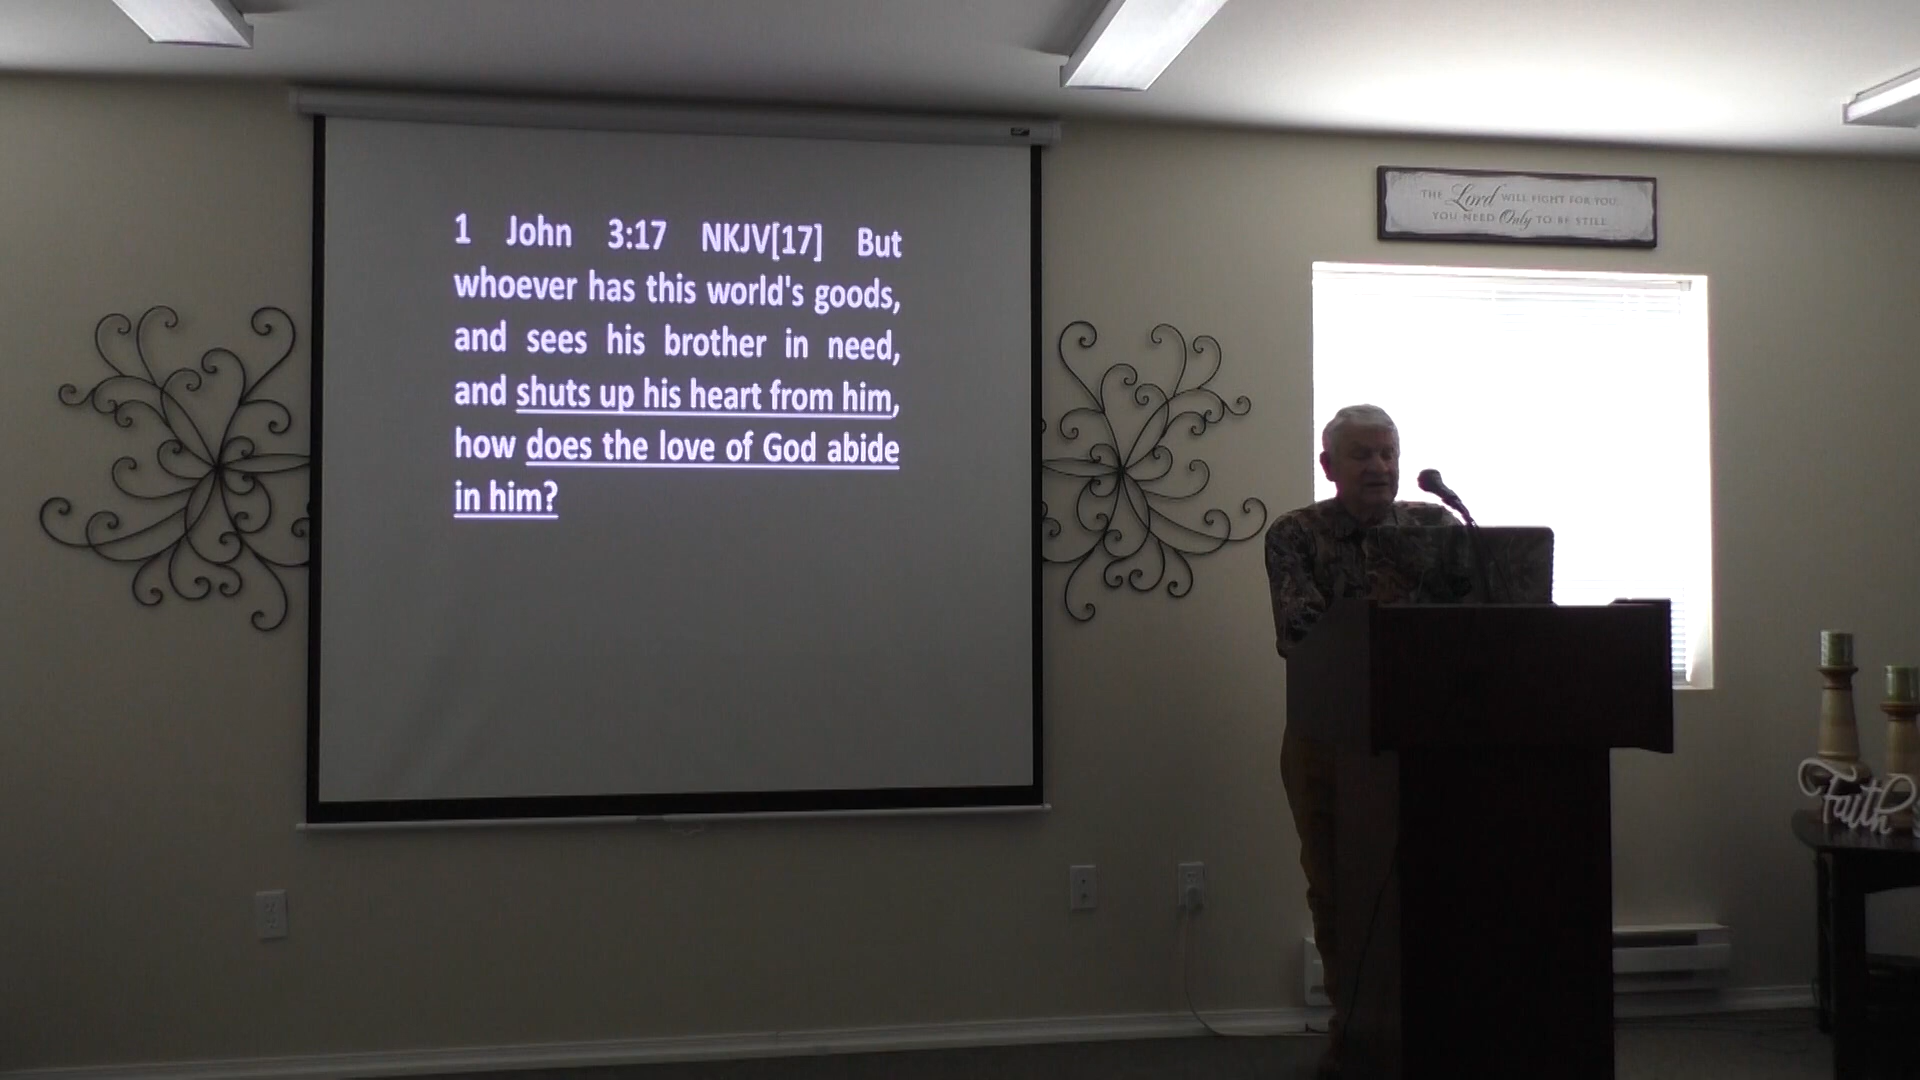 1 John 3:17 NKJV[17] But
whoever has this world's goods,
and sees his brother in need,
and shuts up his heart from him,
how does the love of God abide
in him?
THE Lord WILL FIGHT FOR YOU;
YOU NEED Only TO BE STILL
Faith